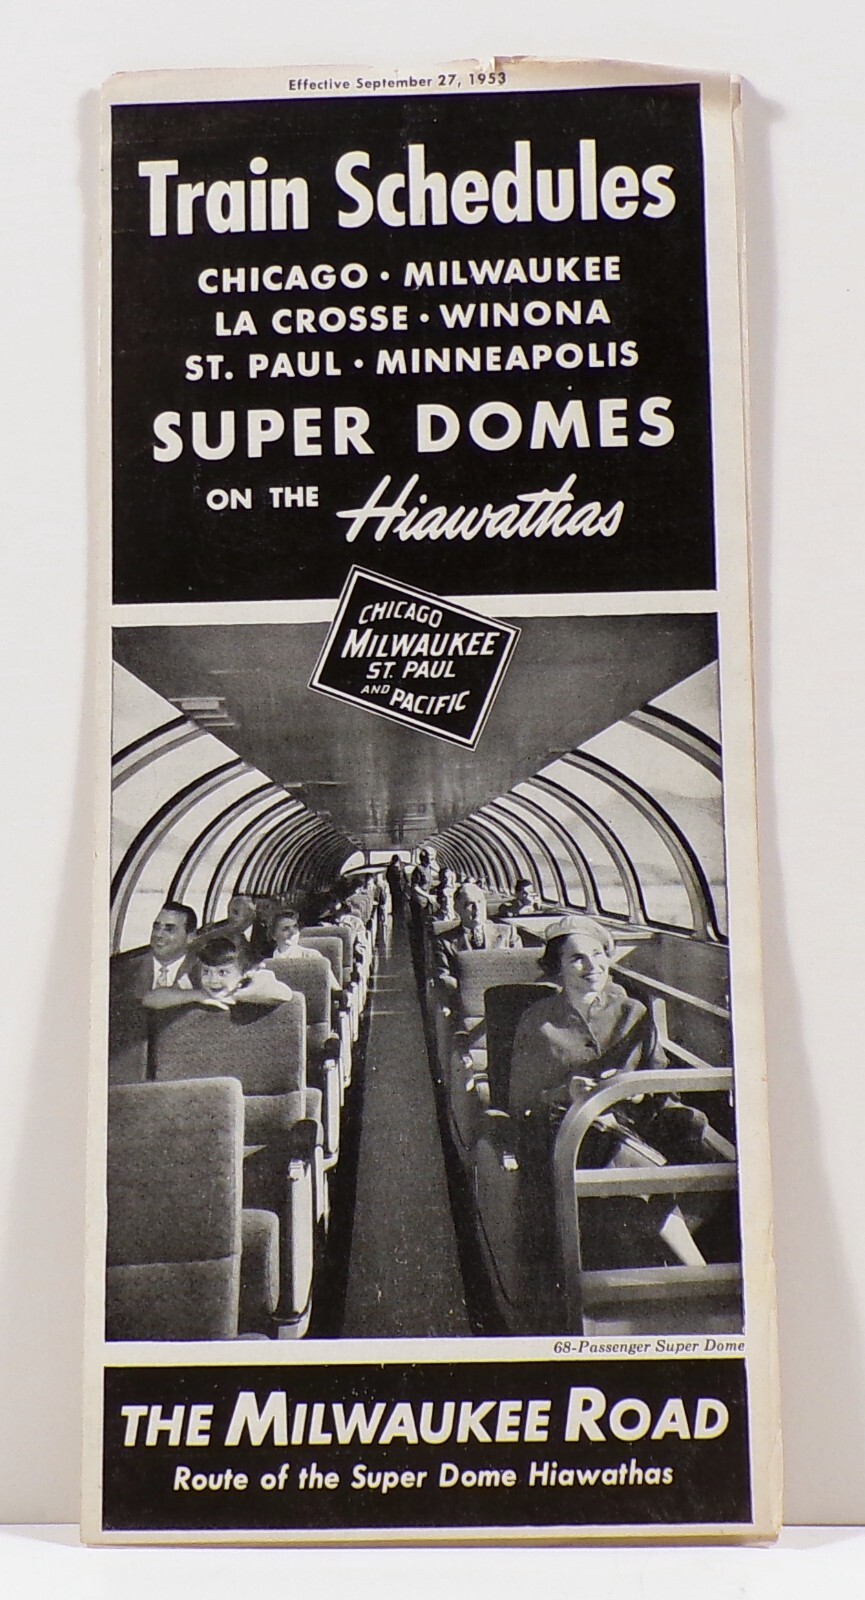 Effective September 27, 1953
Train Schedules
CHICAGO • MILWAUKEE
LA CROSSE • WINONA
ST. PAUL • MINNEAPOLIS
SUPER DOMES
ON THE Hiawathas
CHICAGO
MILWAUKEE
ST. PAUL
AND PACIFIC
68-Passenger Super Dome
THE MILWAUKEE ROAD
Route of the Super Dome Hiawathas